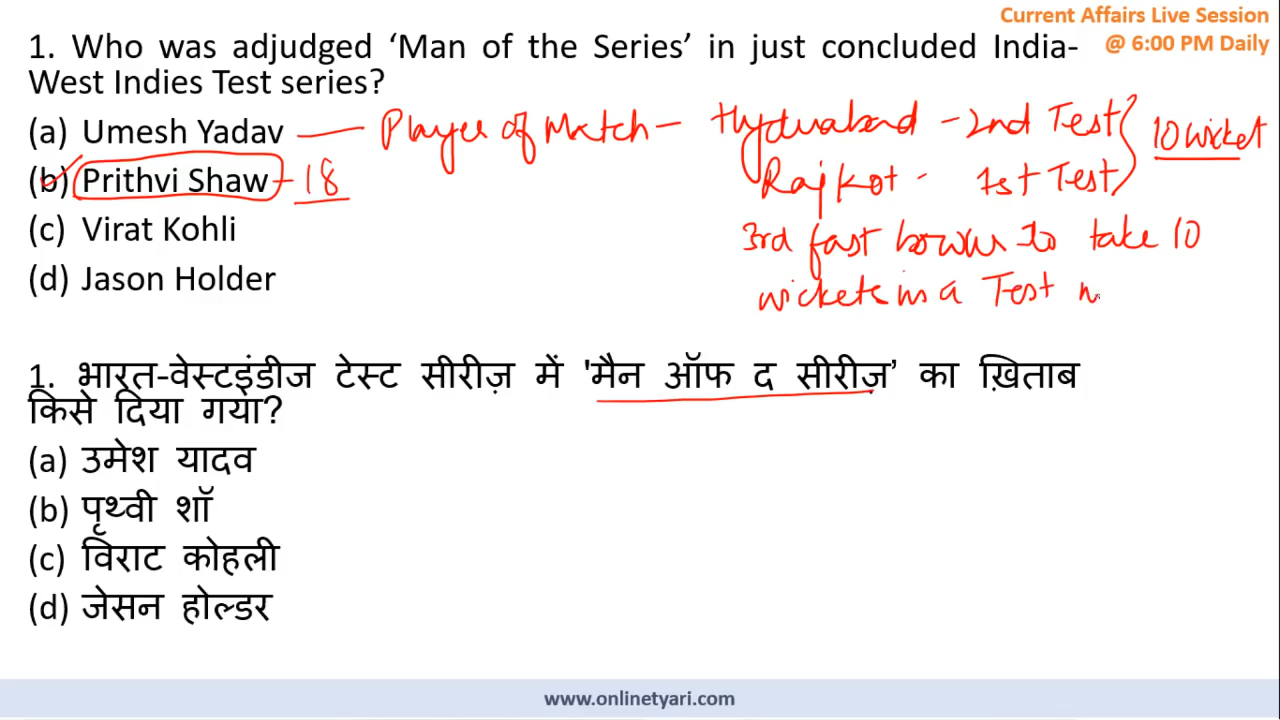 Current Affairs Live Session
@ 6:00 PM Daily
1. Who was adjudged ‘Man of the Series’ in just concluded India-
West Indies Test series?
(a) Umesh Yadav — Player of Match - Hyderabad - 2nd Test
10 wicket
(b) Prithvi Shaw - 18
Rajkot - 1st Test
(c) Virat Kohli
3rd fast bowler to take 10
(d) Jason Holder
wickets in a Test
1. भारत-वेस्टइंडीज टेस्ट सीरीज़ में 'मैन ऑफ द सीरीज़’ का ख़िताब
किसे दिया गया?
(a) उमेश यादव
(b) पृथ्वी शॉ
(c) विराट कोहली
(d) जेसन होल्डर
www.onlinetyari.com